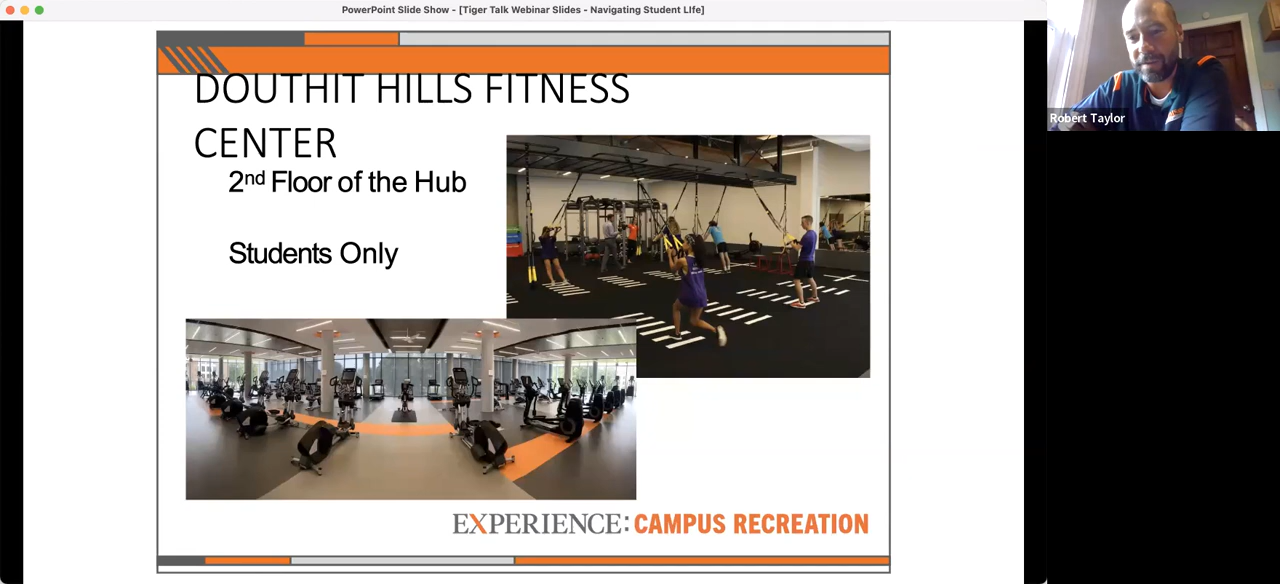 PowerPoint Slide Show - [Tiger Talk Webinar Slides - Navigating Student LIfe]
Robert Taylor
DOUTHIT HILLS FITNESS
CENTER
2nd Floor of the Hub
Students Only
EXPERIENCE: CAMPUS RECREATION